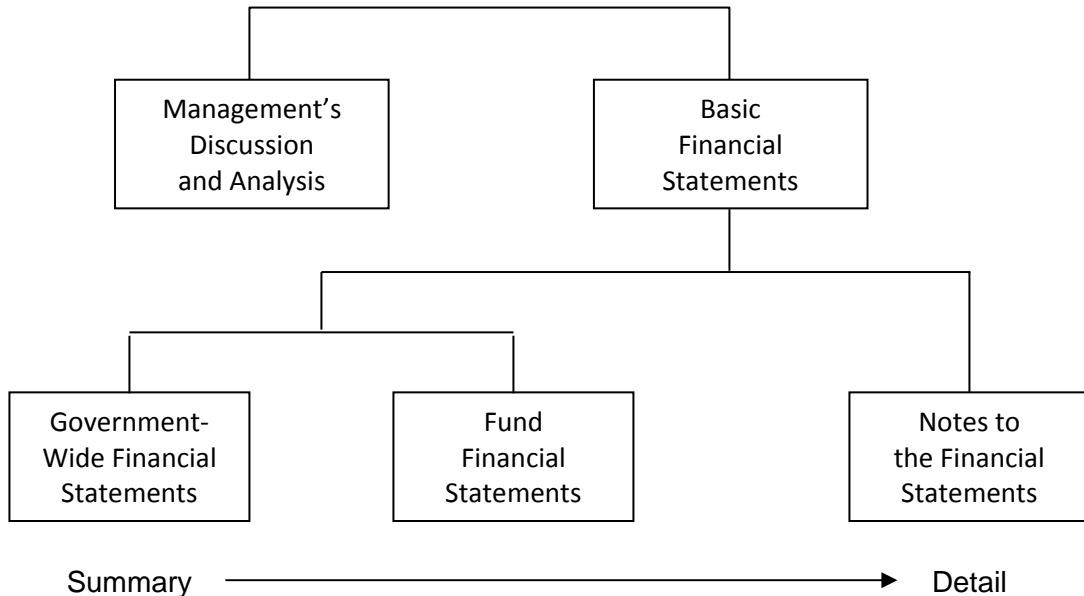 Management’s
Discussion
and Analysis
Basic
Financial
Statements
Government-
Wide Financial
Statements
Fund
Financial
Statements
Notes to
the Financial
Statements
Summary
Detail